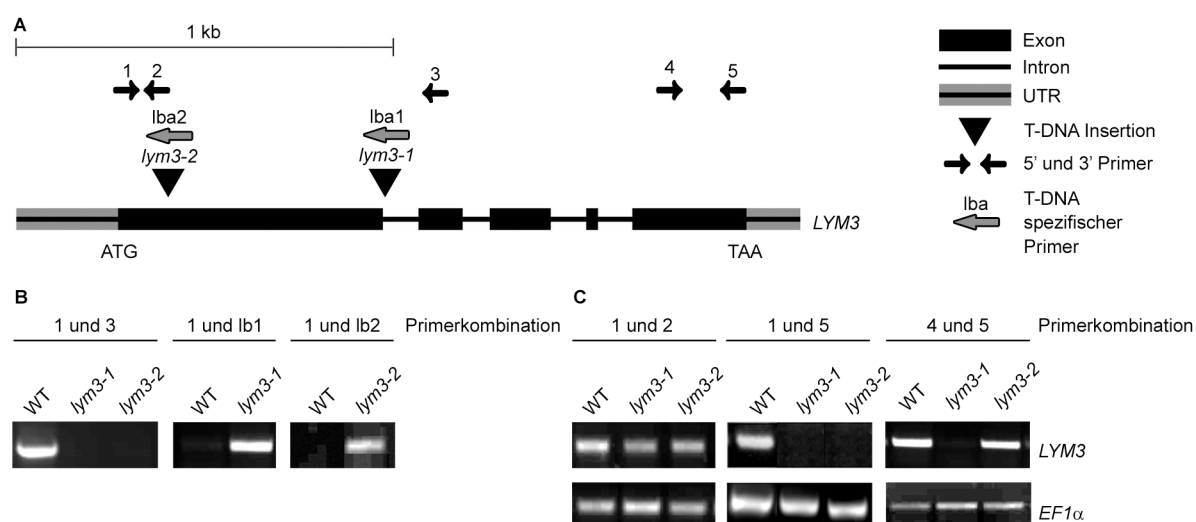 A
1 kb
1 2 3 4 5
lba2 lba1
lym3-2 lym3-1
LYM3
ATG TAA
Exon
Intron
UTR
T-DNA Insertion
5' und 3' Primer
lba
T-DNA
spezifischer
Primer
B
1 und 3 1 und lb1 1 und lb2 Primerkombination
WT lym3-1 lym3-2 WT lym3-1 WT lym3-2
C
1 und 2 1 und 5 4 und 5 Primerkombination
WT lym3-1 lym3-2 WT lym3-1 lym3-2 WT lym3-1 lym3-2
LYM3
EF1α